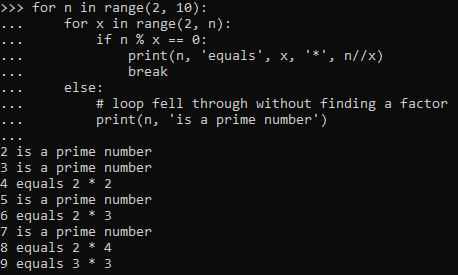 >>> for n in range(2, 10):
...     for x in range(2, n):
...         if n % x == 0:
...             print(n, 'equals', x, '*', n//x)
...             break
...     else:
...         # loop fell through without finding a factor
...         print(n, 'is a prime number')
...
2 is a prime number
3 is a prime number
4 equals 2 * 2
5 is a prime number
6 equals 2 * 3
7 is a prime number
8 equals 2 * 4
9 equals 3 * 3